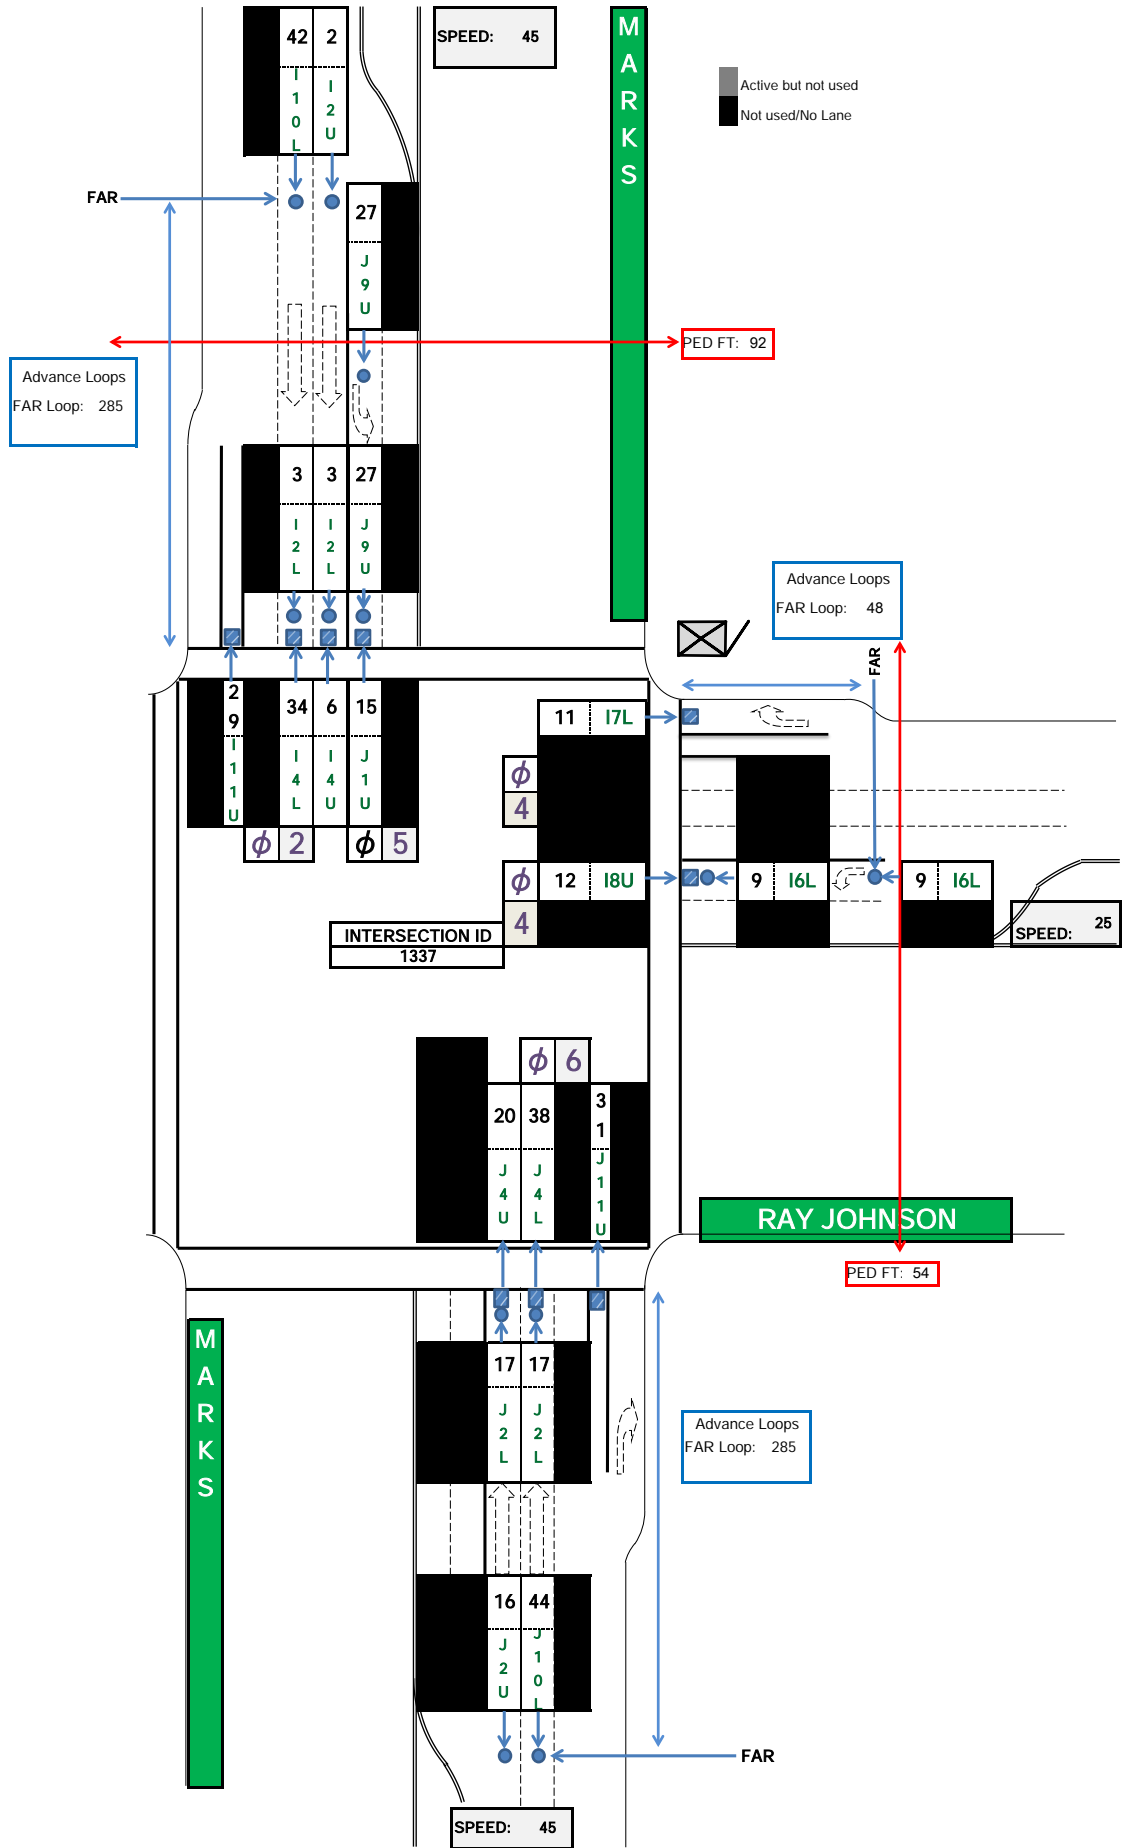 42 2
I10L I2U
SPEED: 45
MARKS
Active but not used
Not used/No Lane
FAR
27
J9U
PED FT: 92
Advance Loops
FAR Loop: 285
3 3 27
I2L I2L J9U
Advance Loops
FAR Loop: 48
FAR
29 34 6 15
I11U I4L I4U J1U
ϕ 2 ϕ 5
11 I7L
ϕ
4
ϕ 12 I8U
4
9 I6L
9 I6L
SPEED: 25
INTERSECTION ID
1337
ϕ 6
20 38 31
J4U J4L J11U
RAY JOHNSON
PED FT: 54
MARKS
17 17
J2L J2L
Advance Loops
FAR Loop: 285
16 44
J2U J10L
FAR
SPEED: 45